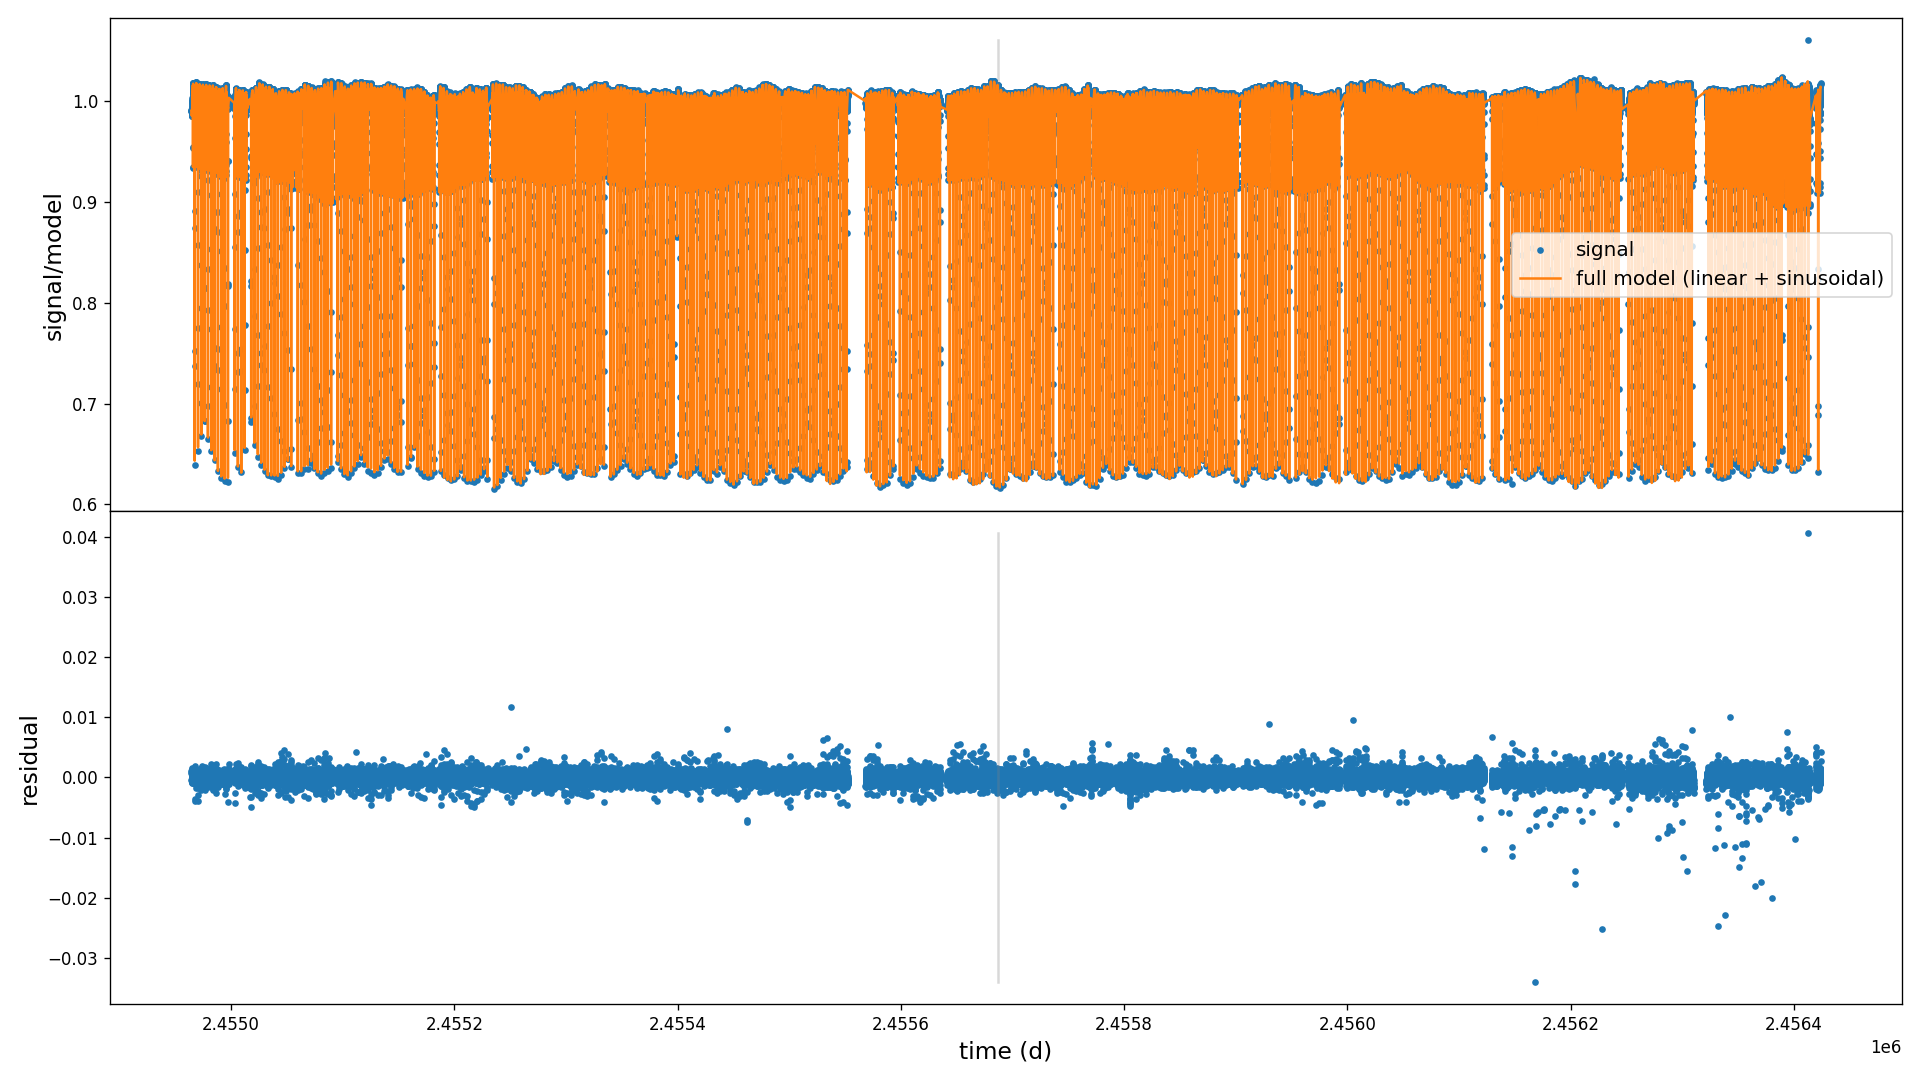 1.0
0.9
0.8
0.7
0.6
signal/model
signal
full model (linear + sinusoidal)
0.04
0.03
0.02
0.01
0.00
−0.01
−0.02
−0.03
residual
2.4550 2.4552 2.4554 2.4556 2.4558 2.4560 2.4562 2.4564
1e6
time (d)